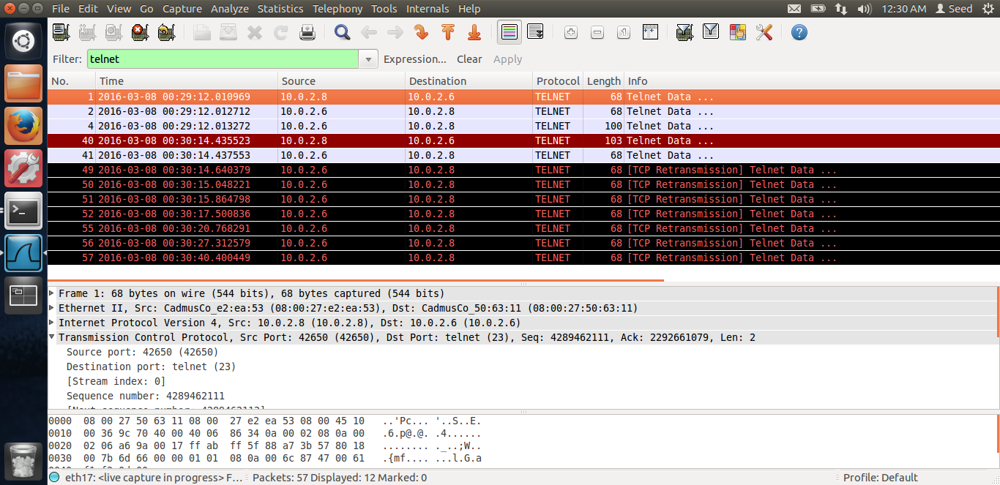 File Edit View Go Capture Analyze Statistics Telephony Tools Internals Help 12:30 AM Seed
Filter: telnet Expression... Clear Apply
No. Time Source Destination Protocol Length Info
1 2016-03-08 00:29:12.010969 10.0.2.8 10.0.2.6 TELNET 68 Telnet Data ...
2 2016-03-08 00:29:12.012712 10.0.2.6 10.0.2.8 TELNET 68 Telnet Data ...
4 2016-03-08 00:29:12.013272 10.0.2.6 10.0.2.8 TELNET 100 Telnet Data ...
40 2016-03-08 00:30:14.435523 10.0.2.8 10.0.2.6 TELNET 103 Telnet Data ...
41 2016-03-08 00:30:14.437553 10.0.2.6 10.0.2.8 TELNET 68 Telnet Data ...
49 2016-03-08 00:30:14.640379 10.0.2.6 10.0.2.8 TELNET 68 [TCP Retransmission] Telnet Data ...
50 2016-03-08 00:30:15.048221 10.0.2.6 10.0.2.8 TELNET 68 [TCP Retransmission] Telnet Data ...
51 2016-03-08 00:30:15.864798 10.0.2.6 10.0.2.8 TELNET 68 [TCP Retransmission] Telnet Data ...
52 2016-03-08 00:30:17.500836 10.0.2.6 10.0.2.8 TELNET 68 [TCP Retransmission] Telnet Data ...
55 2016-03-08 00:30:20.768291 10.0.2.6 10.0.2.8 TELNET 68 [TCP Retransmission] Telnet Data ...
56 2016-03-08 00:30:27.312579 10.0.2.6 10.0.2.8 TELNET 68 [TCP Retransmission] Telnet Data ...
57 2016-03-08 00:30:40.400449 10.0.2.6 10.0.2.8 TELNET 68 [TCP Retransmission] Telnet Data ...
Frame 1: 68 bytes on wire (544 bits), 68 bytes captured (544 bits)
Ethernet II, Src: CadmusCo_e2:ea:53 (08:00:27:e2:ea:53), Dst: CadmusCo_50:63:11 (08:00:27:50:63:11)
Internet Protocol Version 4, Src: 10.0.2.8 (10.0.2.8), Dst: 10.0.2.6 (10.0.2.6)
Transmission Control Protocol, Src Port: 42650 (42650), Dst Port: telnet (23), Seq: 4289462111, Ack: 2292661079, Len: 2
Source port: 42650 (42650)
Destination port: telnet (23)
[Stream index: 0]
Sequence number: 4289462111
[Next sequence number: 4289462113]
0000 08 00 27 50 63 11 08 00 27 e2 ea 53 08 00 45 10 ..'Pc... '..S..E.
0010 00 36 9c 70 40 00 40 06 86 34 0a 00 02 08 0a 00 .6.p@.@. .4......
0020 02 06 a6 9a 00 17 ff ab ff 5f 88 a7 3b 57 80 18 ........ ._..;W..
0030 00 7b 6d 66 00 00 01 01 08 0a 00 6c 87 47 00 61 .{mf.... ...l.G.a
eth17: <live capture in progress> F... Packets: 57 Displayed: 12 Marked: 0 Profile: Default